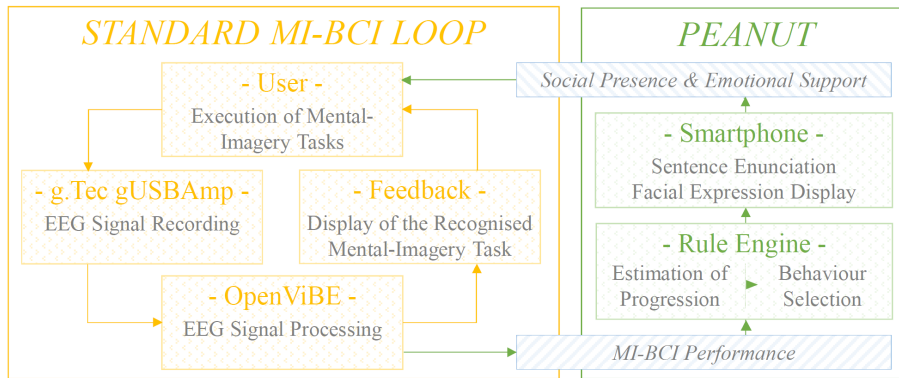 STANDARD MI-BCI LOOP
- User -
Execution of Mental-
Imagery Tasks
- g.Tec gUSBAmp -
EEG Signal Recording
- Feedback -
Display of the Recognised
Mental-Imagery Task
- OpenViBE -
EEG Signal Processing
PEANUT
Social Presence & Emotional Support
- Smartphone -
Sentence Enunciation
Facial Expression Display
- Rule Engine -
Estimation of
Progression
Behaviour
Selection
MI-BCI Performance